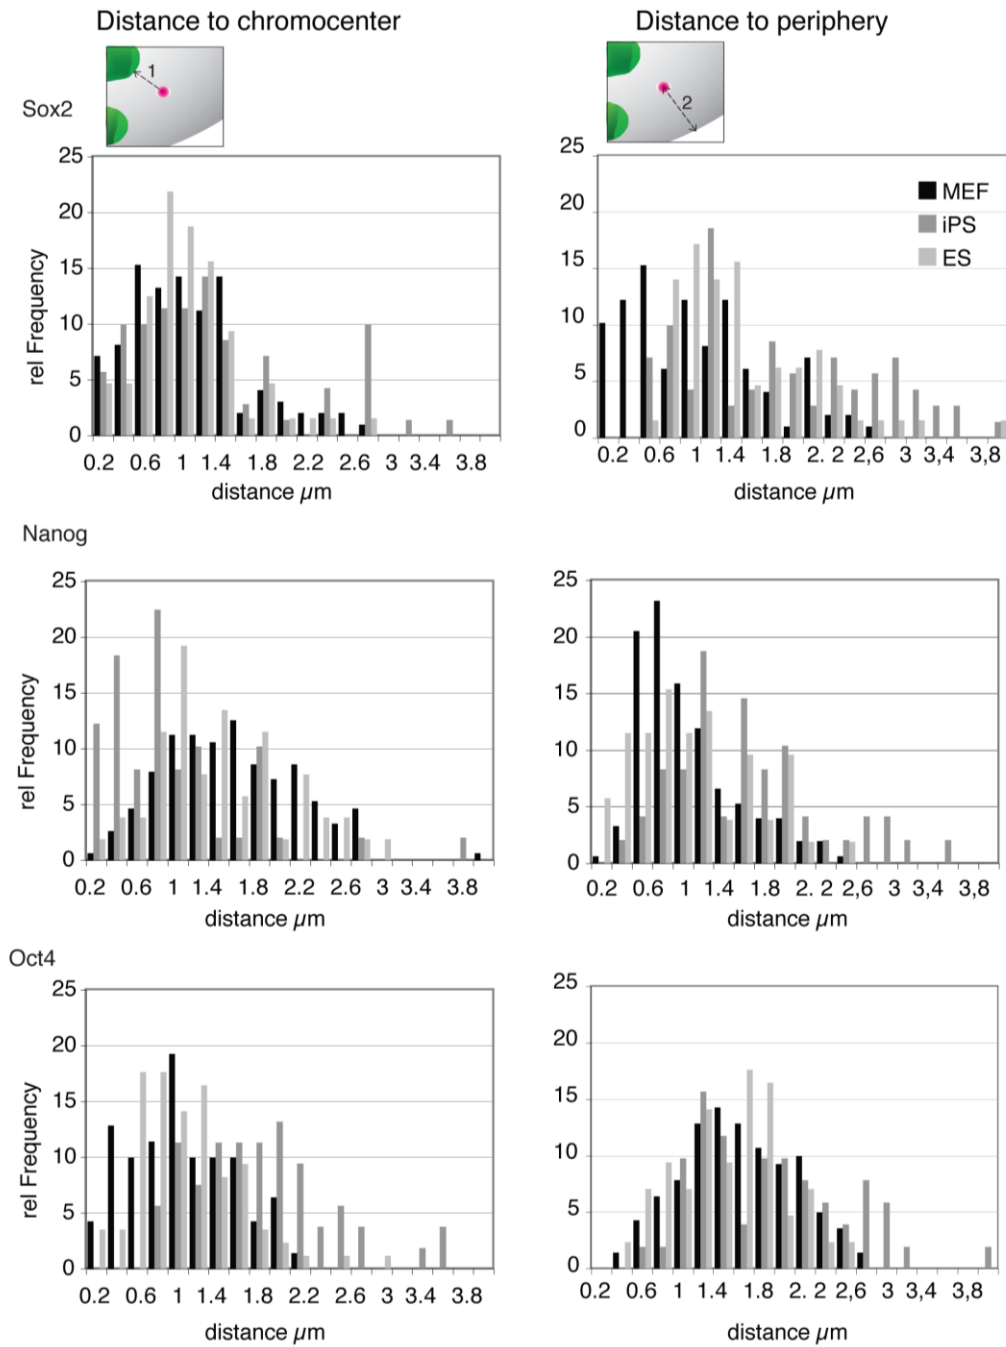 Distance to chromocenter
Distance to periphery
1
2
Sox2
25
20
15
10
5
0
rel Frequency
0.2 0.6 1 1.4 1.8 2.2 2.6 3 3.4 3.8
distance µm
25
20
15
10
5
0
MEF
iPS
ES
0.2 0.6 1 1.4 1.8 2. 2 2,6 3 3,4 3,8
distance µm
Nanog
25
20
15
10
5
0
rel Frequency
0.2 0.6 1 1.4 1.8 2.2 2.6 3 3.4 3.8
distance µm
25
20
15
10
5
0
0.2 0.6 1 1.4 1.8 2. 2 2,6 3 3,4 3,8
distance µm
Oct4
25
20
15
10
5
0
rel Frequency
0.2 0.6 1 1.4 1.8 2.2 2.6 3 3.4 3.8
distance µm
25
20
15
10
5
0
0.2 0.6 1 1.4 1.8 2. 2 2,6 3 3,4 3,8
distance µm